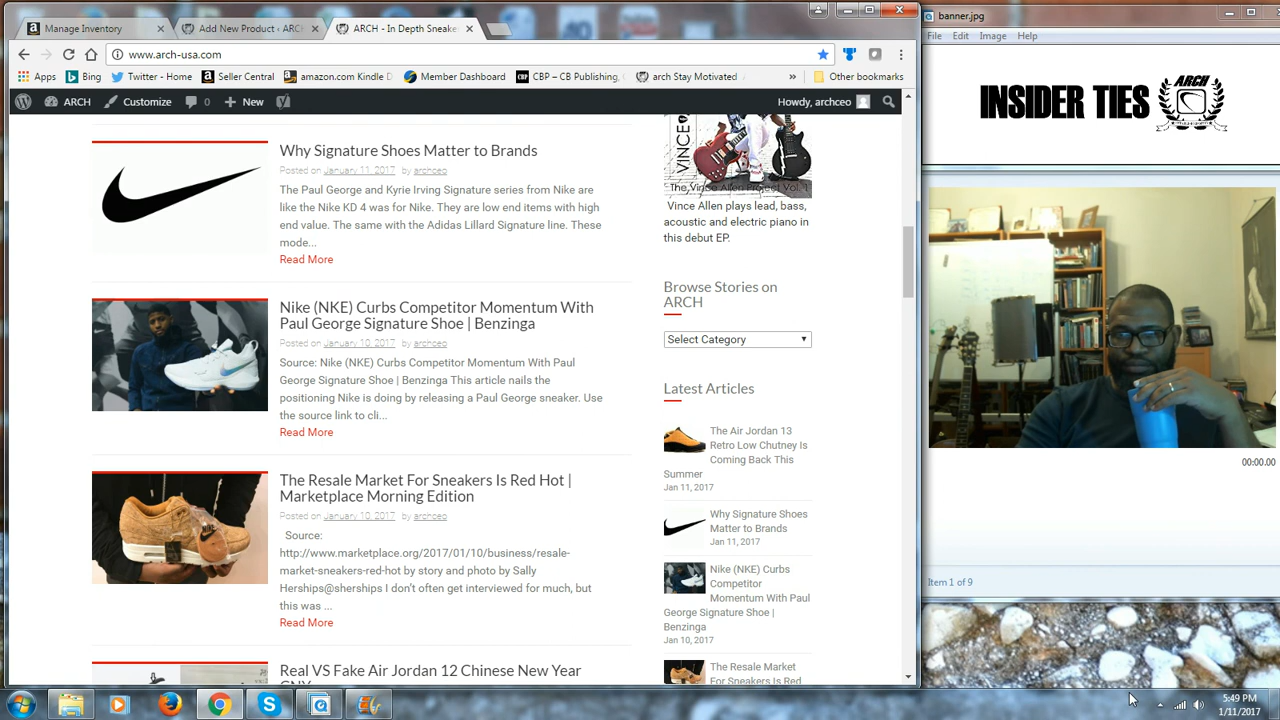 Manage Inventory
Add New Product ‹ ARCH
ARCH - In Depth Sneake
banner.jpg
www.arch-usa.com
File Edit Image Help
Apps Bing Twitter - Home Seller Central amazon.com Kindle D Member Dashboard CBP – CB Publishing, arch Stay Motivated » Other bookmarks
ARCH Customize 0 New Howdy, archceo
ARCH
INSIDER TIES
Why Signature Shoes Matter to Brands
Posted on January 11, 2017 by archceo
The Paul George and Kyrie Irving Signature series from Nike are
like the Nike KD 4 was for Nike. They are low end items with high
end value. The same with the Adidas Lillard Signature line. These
mode...
Read More
Nike (NKE) Curbs Competitor Momentum With
Paul George Signature Shoe | Benzinga
Posted on January 10, 2017 by archceo
Source: Nike (NKE) Curbs Competitor Momentum With Paul
George Signature Shoe | Benzinga This article nails the
positioning Nike is doing by releasing a Paul George sneaker. Use
the source link to cli...
Read More
The Resale Market For Sneakers Is Red Hot |
Marketplace Morning Edition
Posted on January 10, 2017 by archceo
Source:
http://www.marketplace.org/2017/01/10/business/resale-
market-sneakers-red-hot by story and photo by Sally
Herships@sherships I don't often get interviewed for much, but
this was ...
Read More
Real VS Fake Air Jordan 12 Chinese New Year
CNY
VINCE
The Vince Allen Project Vol. 1
Vince Allen plays lead, bass,
acoustic and electric piano in
this debut EP.
Browse Stories on
ARCH
Select Category
Latest Articles
The Air Jordan 13
Retro Low Chutney Is
Coming Back This
Summer
Jan 11, 2017
Why Signature Shoes
Matter to Brands
Jan 11, 2017
Nike (NKE) Curbs
Competitor
Momentum With Paul
George Signature Shoe |
Benzinga
Jan 10, 2017
The Resale Market
For Sneakers Is Red
00:00.00
Item 1 of 9
5:49 PM
1/11/2017